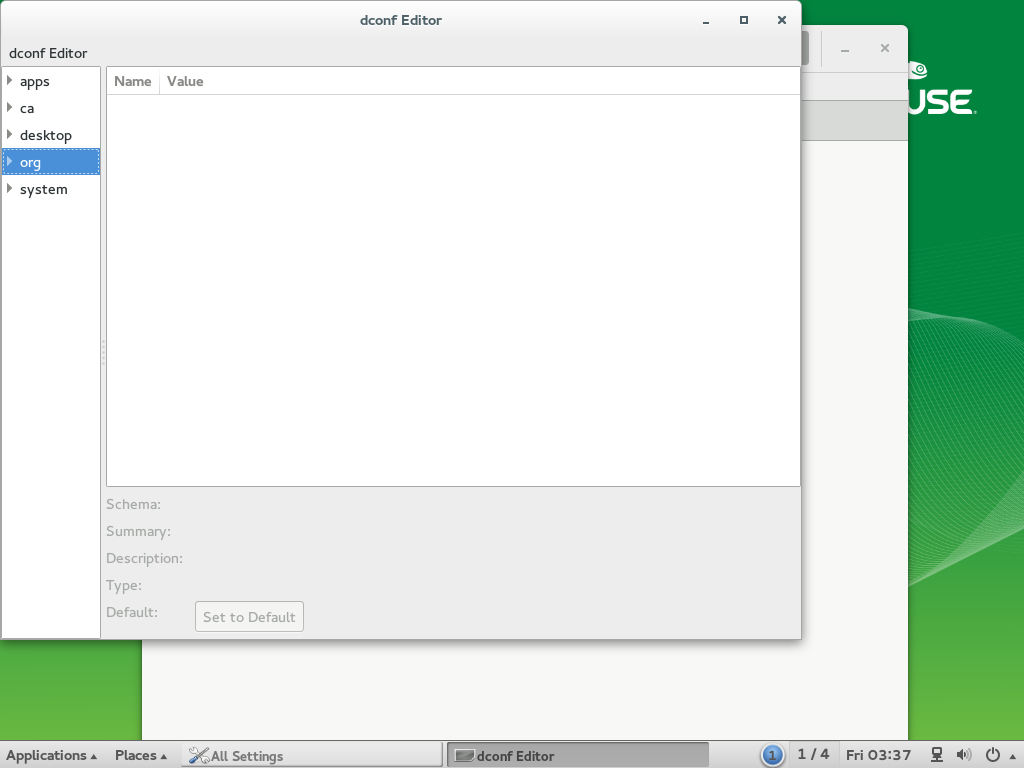 dconf Editor
dconf Editor
apps
ca
desktop
org
system
Name
Value
Schema:
Summary:
Description:
Type:
Default:
Set to Default
USE
Applications
Places
All Settings
dconf Editor
1
1 / 4
Fri 03:37